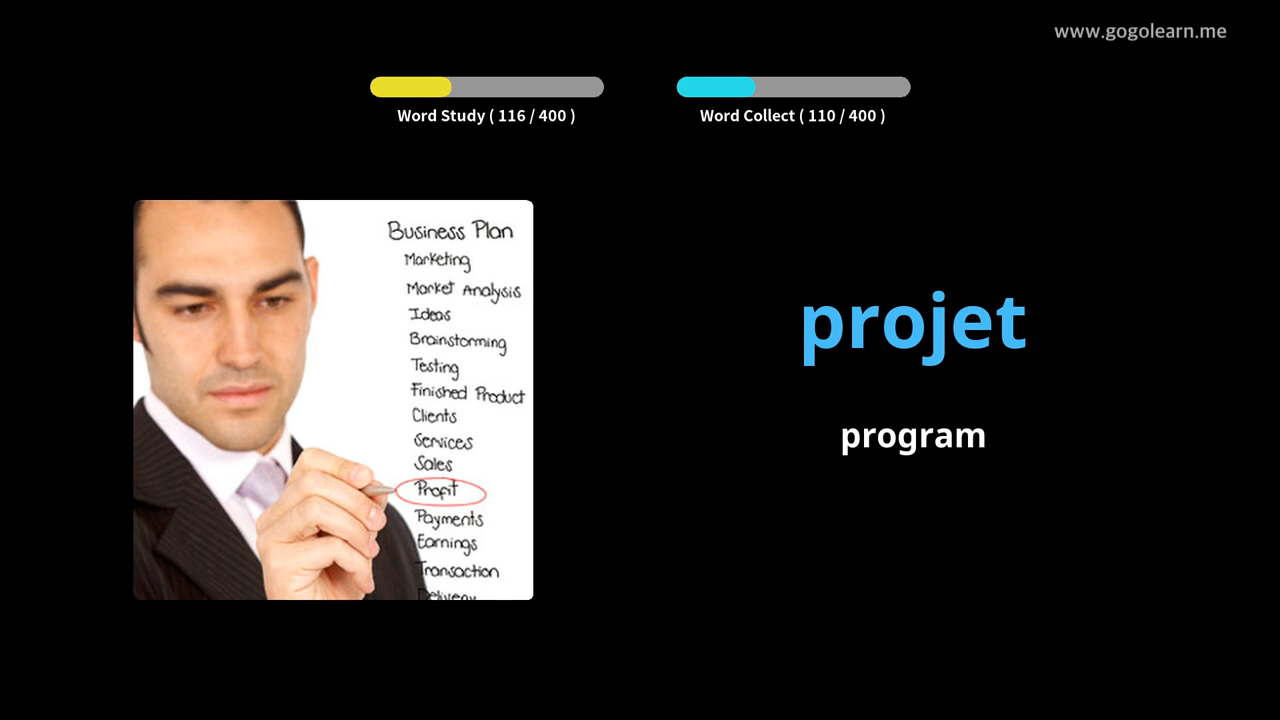 www.gogolearn.me
Word Study ( 116 / 400 )
Word Collect ( 110 / 400 )
Business Plan
Marketing
Market Analysis
Ideas
Brainstorming
Testing
Finished Product
Clients
Services
Sales
Profit
Payments
Earnings
Transaction
Delivery
projet
program